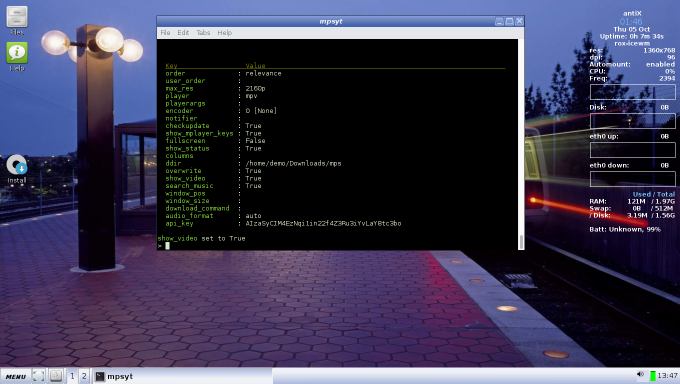 Files
Help
Install
mpsyt
File Edit Tabs Help
Key Value
order : relevance
user_order :
max_res : 2160p
player : mpv
playerargs :
encoder : 0 [None]
notifier :
checkupdate : True
show_mplayer_keys : True
fullscreen : False
show_status : True
columns :
ddir : /home/demo/Downloads/mps
overwrite : True
show_video : True
search_music : True
window_pos :
window_size :
download_command :
audio_format : auto
api_key :
show_video set to True
>
antiX
01:46
Thu 05 Oct
Uptime: 0h 7m 34s
rox-icewm
res: 1360x768
dpi: 96
Automount: enabled
CPU: 0%
Freq: 2394
Disk: 0B
eth0 up: 0B
eth0 down: 0B
Used / Total
RAM: 121M / 1.97G
Swap: 0B / 512M
/ Disk: 3.19M / 1.56G
Batt: Unknown, 99%
MENU 1 2 mpsyt 13:47